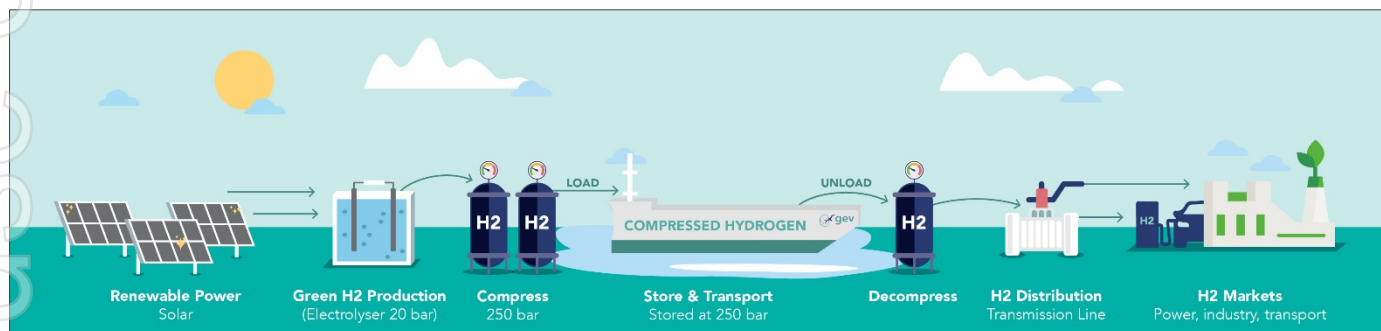 LOAD
UNLOAD
H2
H2
COMPRESSED HYDROGEN
gev
H2
H2
Renewable Power
Solar
Green H2 Production
(Electrolyser 20 bar)
Compress
250 bar
Store & Transport
Stored at 250 bar
Decompress
H2 Distribution
Transmission Line
H2 Markets
Power, industry, transport